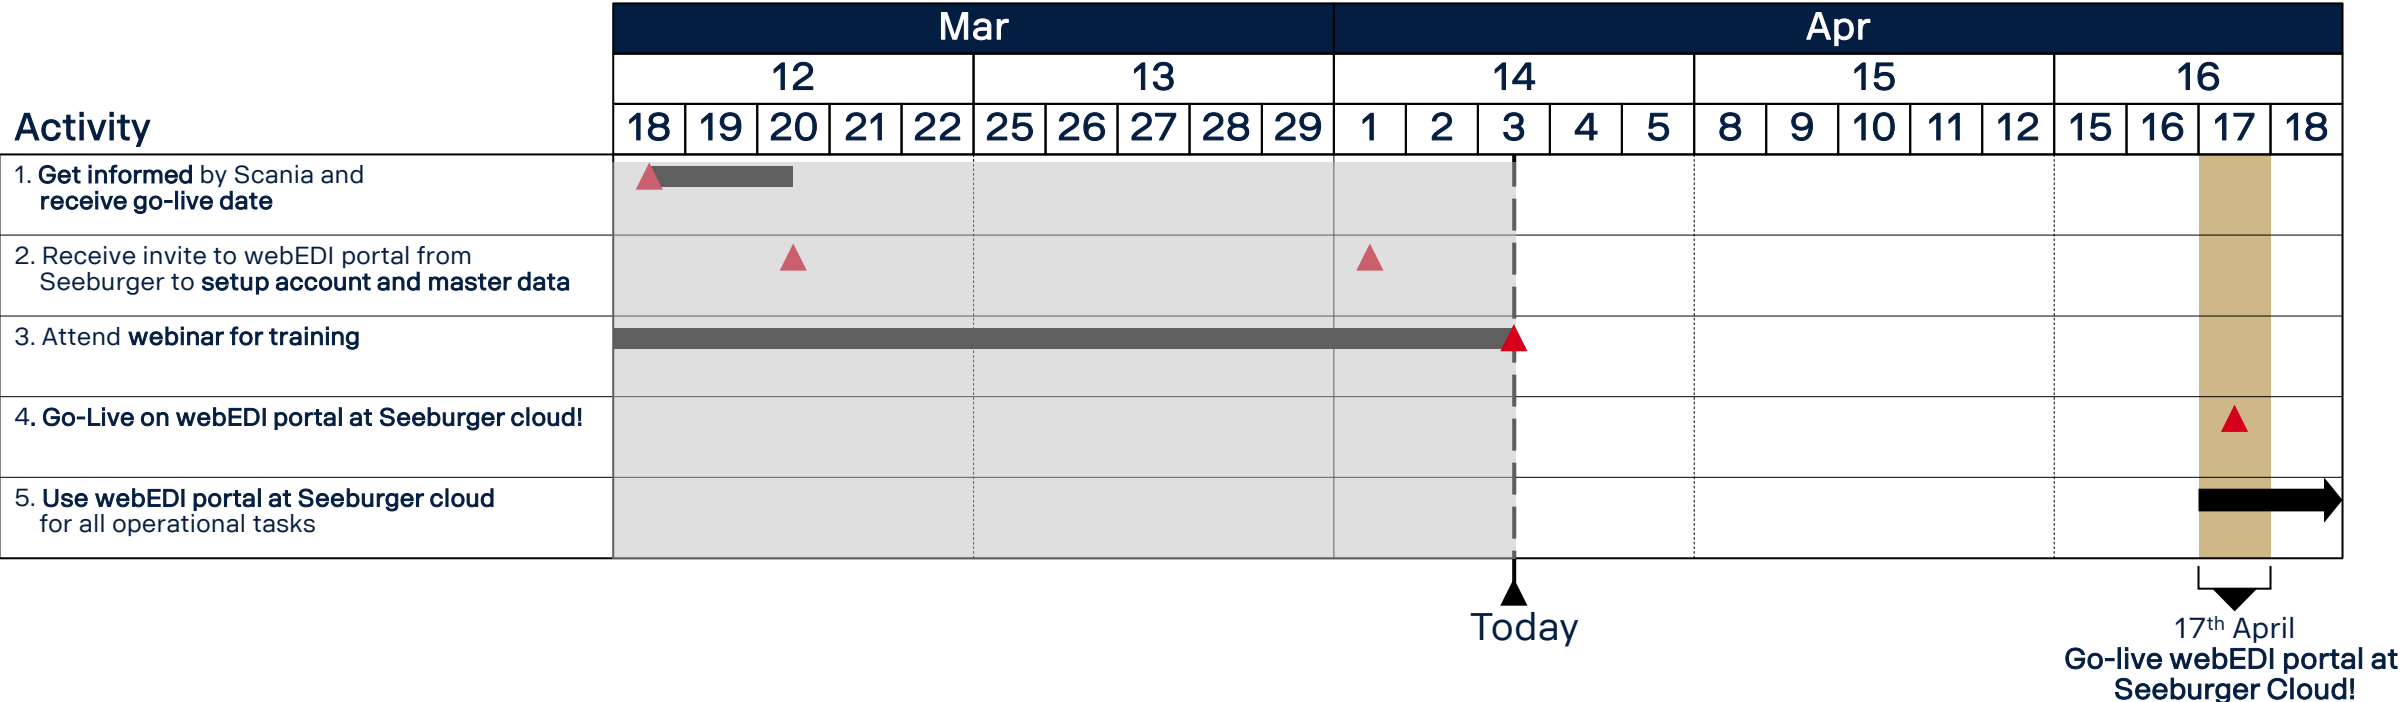 Mar Apr
12 13 14 15 16
Activity 18 19 20 21 22 25 26 27 28 29 1 2 3 4 5 8 9 10 11 12 15 16 17 18
1. Get informed by Scania and
receive go-live date
2. Receive invite to webEDI portal from
Seeburger to setup account and master data
3. Attend webinar for training
4. Go-Live on webEDI portal at Seeburger cloud!
5. Use webEDI portal at Seeburger cloud
for all operational tasks
Today
17th April
Go-live webEDI portal at
Seeburger Cloud!